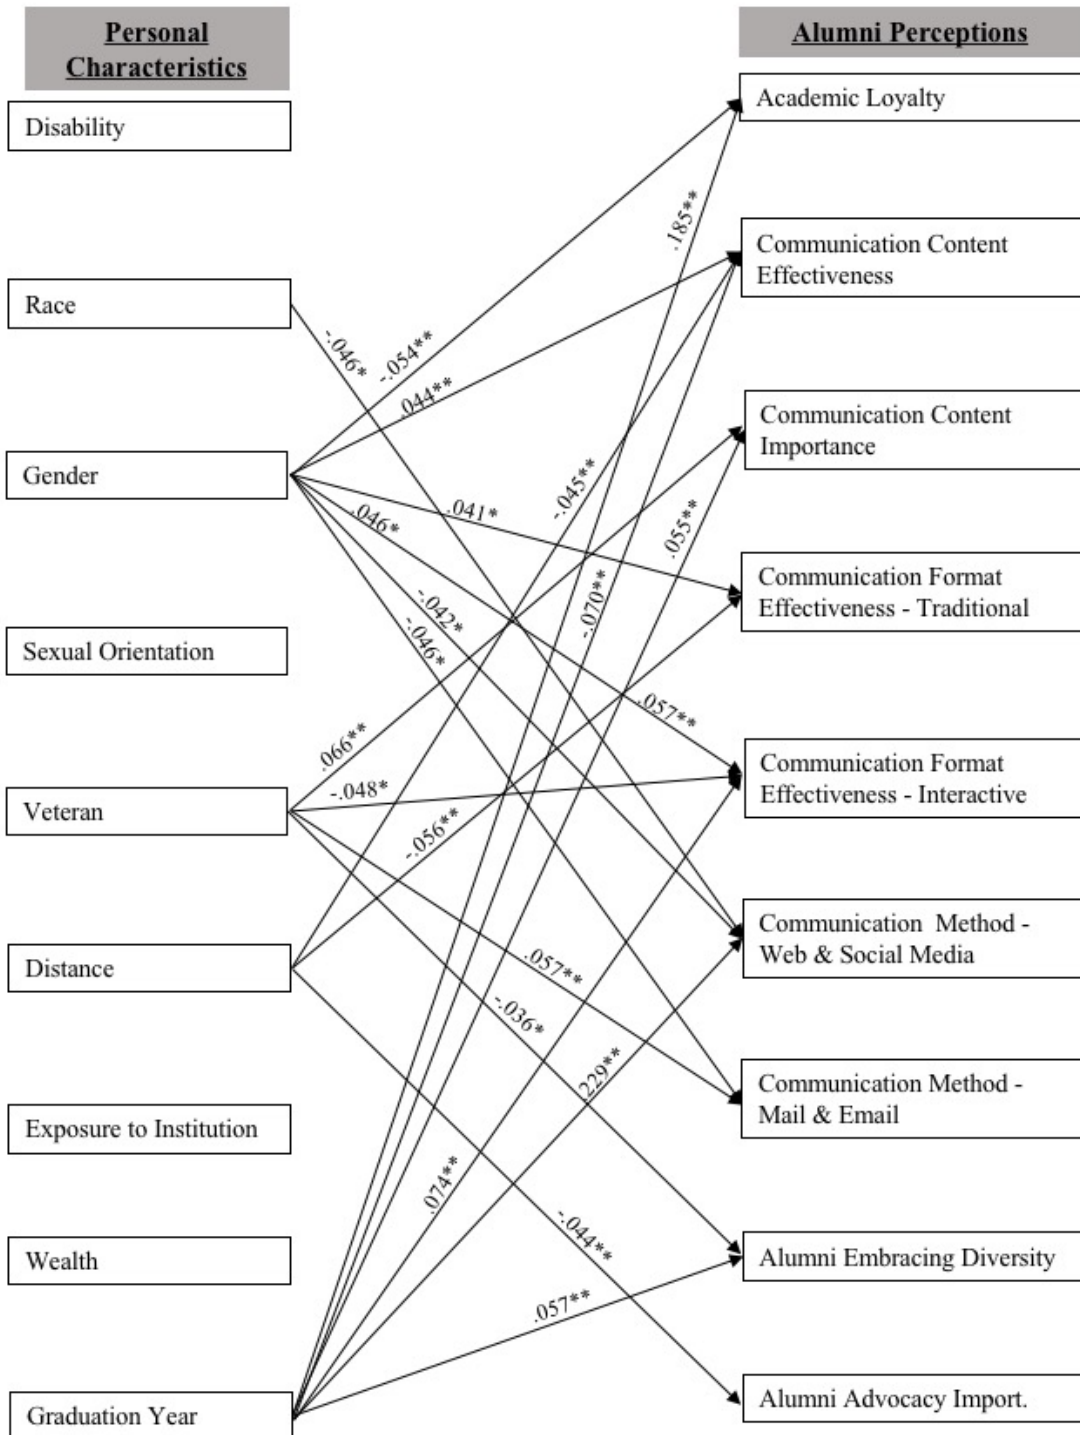 Personal
Characteristics
Alumni Perceptions
Disability
Race
Gender
Sexual Orientation
Veteran
Distance
Exposure to Institution
Wealth
Graduation Year
Academic Loyalty
Communication Content
Effectiveness
Communication Content
Importance
Communication Format
Effectiveness - Traditional
Communication Format
Effectiveness - Interactive
Communication Method -
Web & Social Media
Communication Method -
Mail & Email
Alumni Embracing Diversity
Alumni Advocacy Import.
.185**
-.046*
-.054**
.044**
-.045**
.041*
.046*
.055**
-.070**
-.042*
-.046*
.057**
.066**
-.048*
-.056**
.057**
-.036*
.229**
.074**
-.044**
.057**